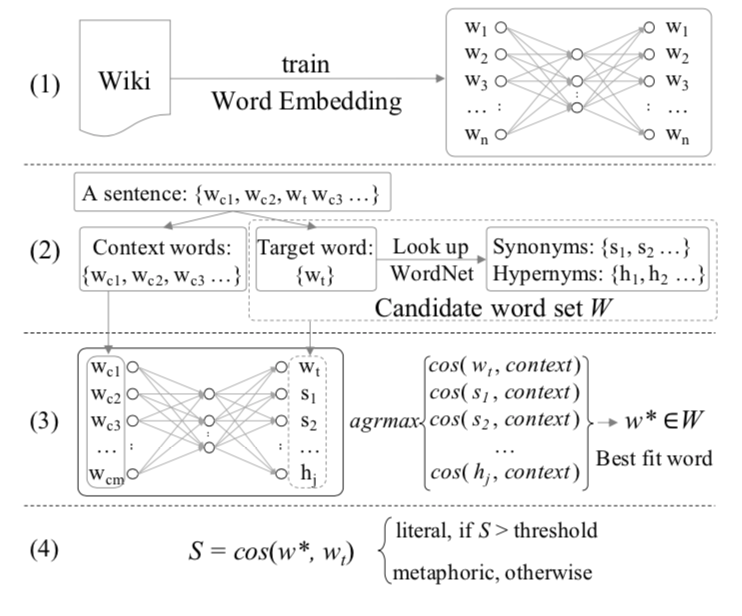 (1)
Wiki
train
Word Embedding
w1 w1
w2 w2
w3 w3
... : : : ...
wn wn
(2)
A sentence: {wc1, wc2, wt wc3 ...}
Context words:
{wc1, wc2, wc3 ...}
Target word:
{wt}
Look up
WordNet
Synonyms: {s1, s2 ...}
Hypernyms: {h1, h2 ...}
Candidate word set W
(3)
wc1 wt
wc2 s1
wc3 s2
... : : : ...
wcm hj
agrmax
cos( wt, context)
cos( s1, context)
cos( s2, context)
...
cos( hj, context)
w* ∈W
Best fit word
(4)
S = cos(w*, wt)
literal, if S > threshold
metaphoric, otherwise